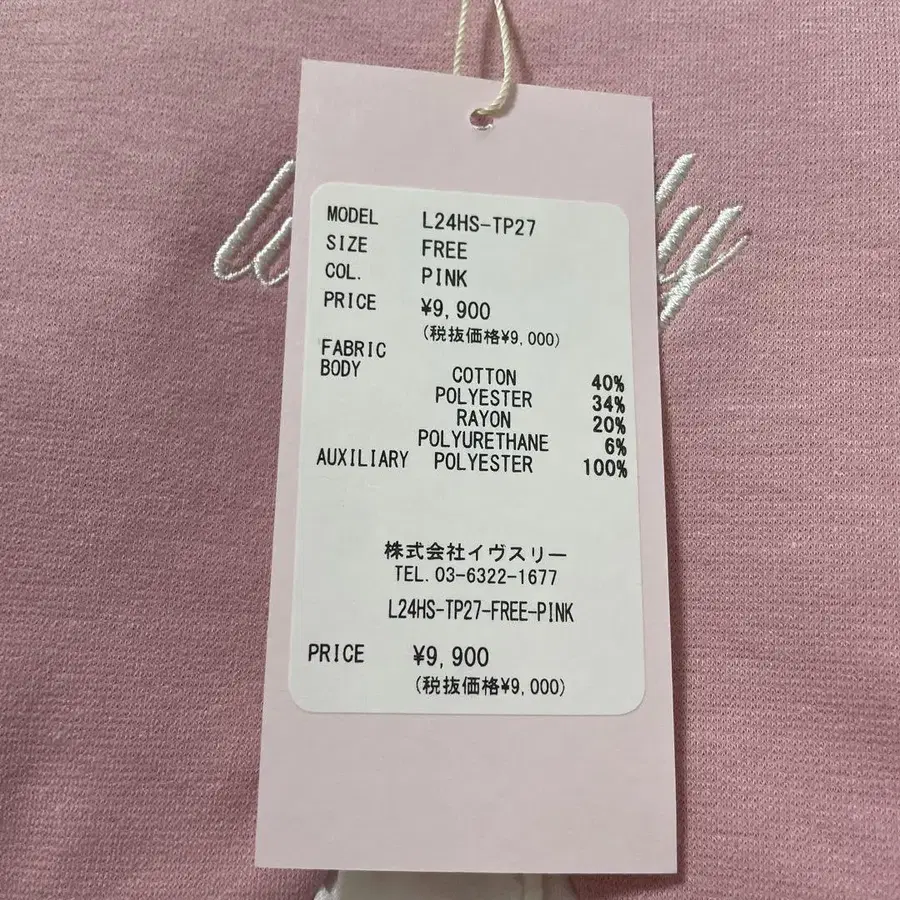 MODEL L24HS-TP27
SIZE FREE
COL. PINK
PRICE ¥9,900
(税抜価格¥9,000)
FABRIC
BODY COTTON 40%
POLYESTER 34%
RAYON 20%
POLYURETHANE 6%
AUXILIARY POLYESTER 100%
株式会社イヴスリー
TEL. 03-6322-1677
L24HS-TP27-FREE-PINK
PRICE ¥9,900
(税抜価格¥9,000)